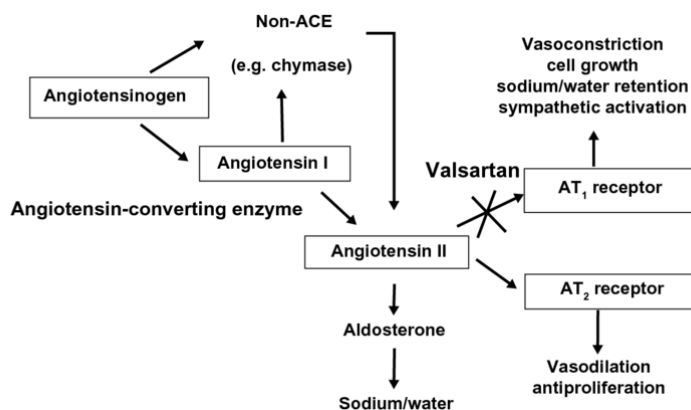 Non-ACE
(e.g. chymase)
Angiotensinogen
Angiotensin I
Angiotensin-converting enzyme
Angiotensin II
Aldosterone
Sodium/water
Valsartan
Vasoconstriction
cell growth
sodium/water retention
sympathetic activation
AT₁ receptor
AT₂ receptor
Vasodilation
antiproliferation